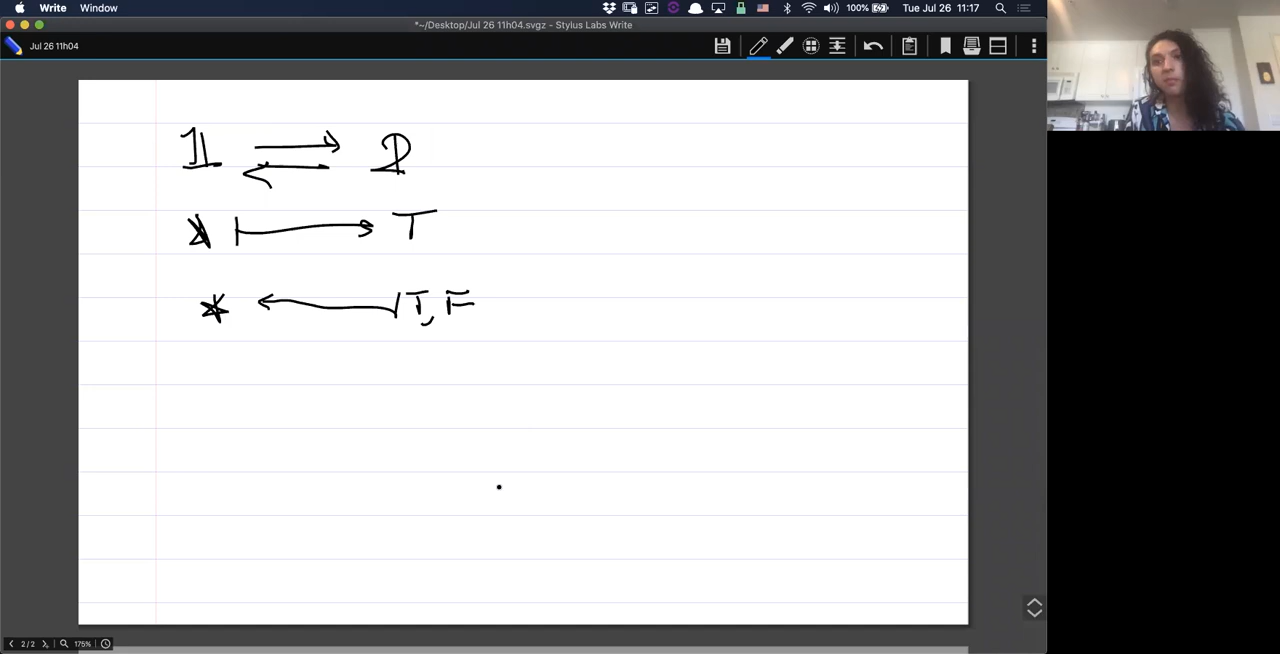 Write Window 100% Tue Jul 26 11:17
*~/Desktop/Jul 26 11h04.svgz - Stylus Labs Write
Jul 26 11h04
𝟙 ⇄ 𝟚
* ↦ T
* ↤ T, F
2/2 175%